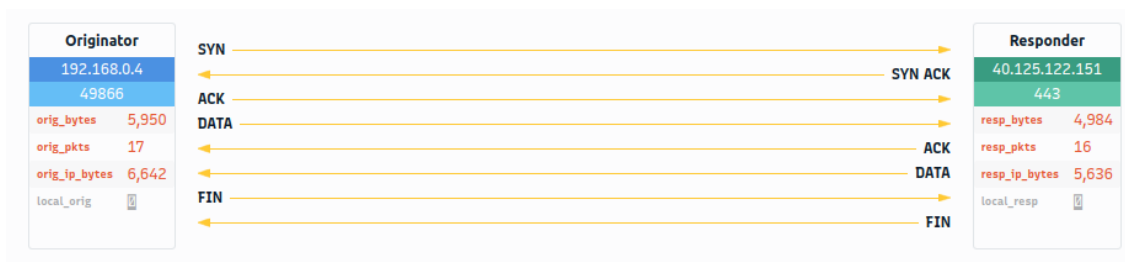 Originator
192.168.0.4
49866
orig_bytes 5,950
orig_pkts 17
orig_ip_bytes 6,642
local_orig
SYN
SYN ACK
ACK
DATA
ACK
DATA
FIN
FIN
Responder
40.125.122.151
443
resp_bytes 4,984
resp_pkts 16
resp_ip_bytes 5,636
local_resp